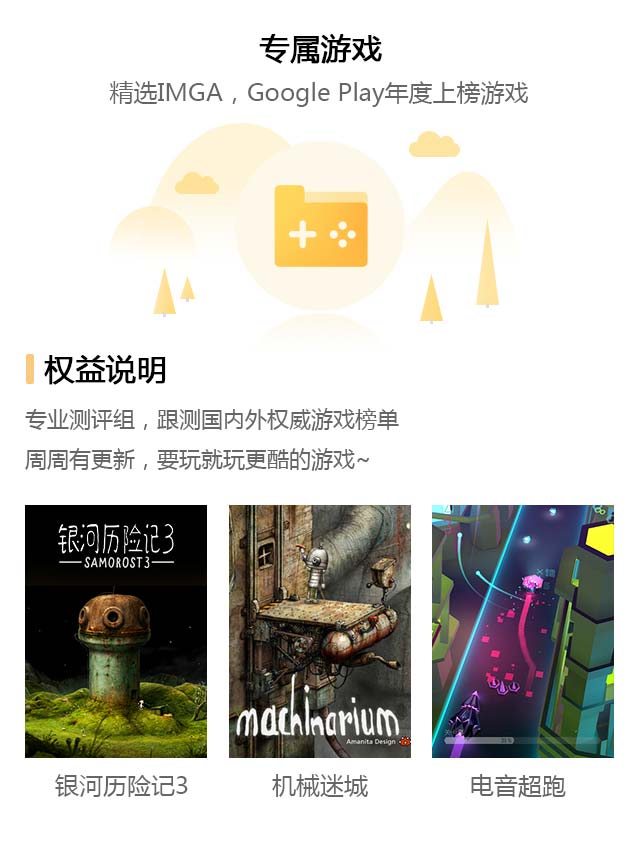 专属游戏
精选IMGA，Google Play年度上榜游戏
权益说明
专业测评组，跟测国内外权威游戏榜单
周周有更新，要玩就玩更酷的游戏~
银河历险记3
SAMOROST3
machinarium
Amanita Design
银河历险记3
机械迷城
电音超跑